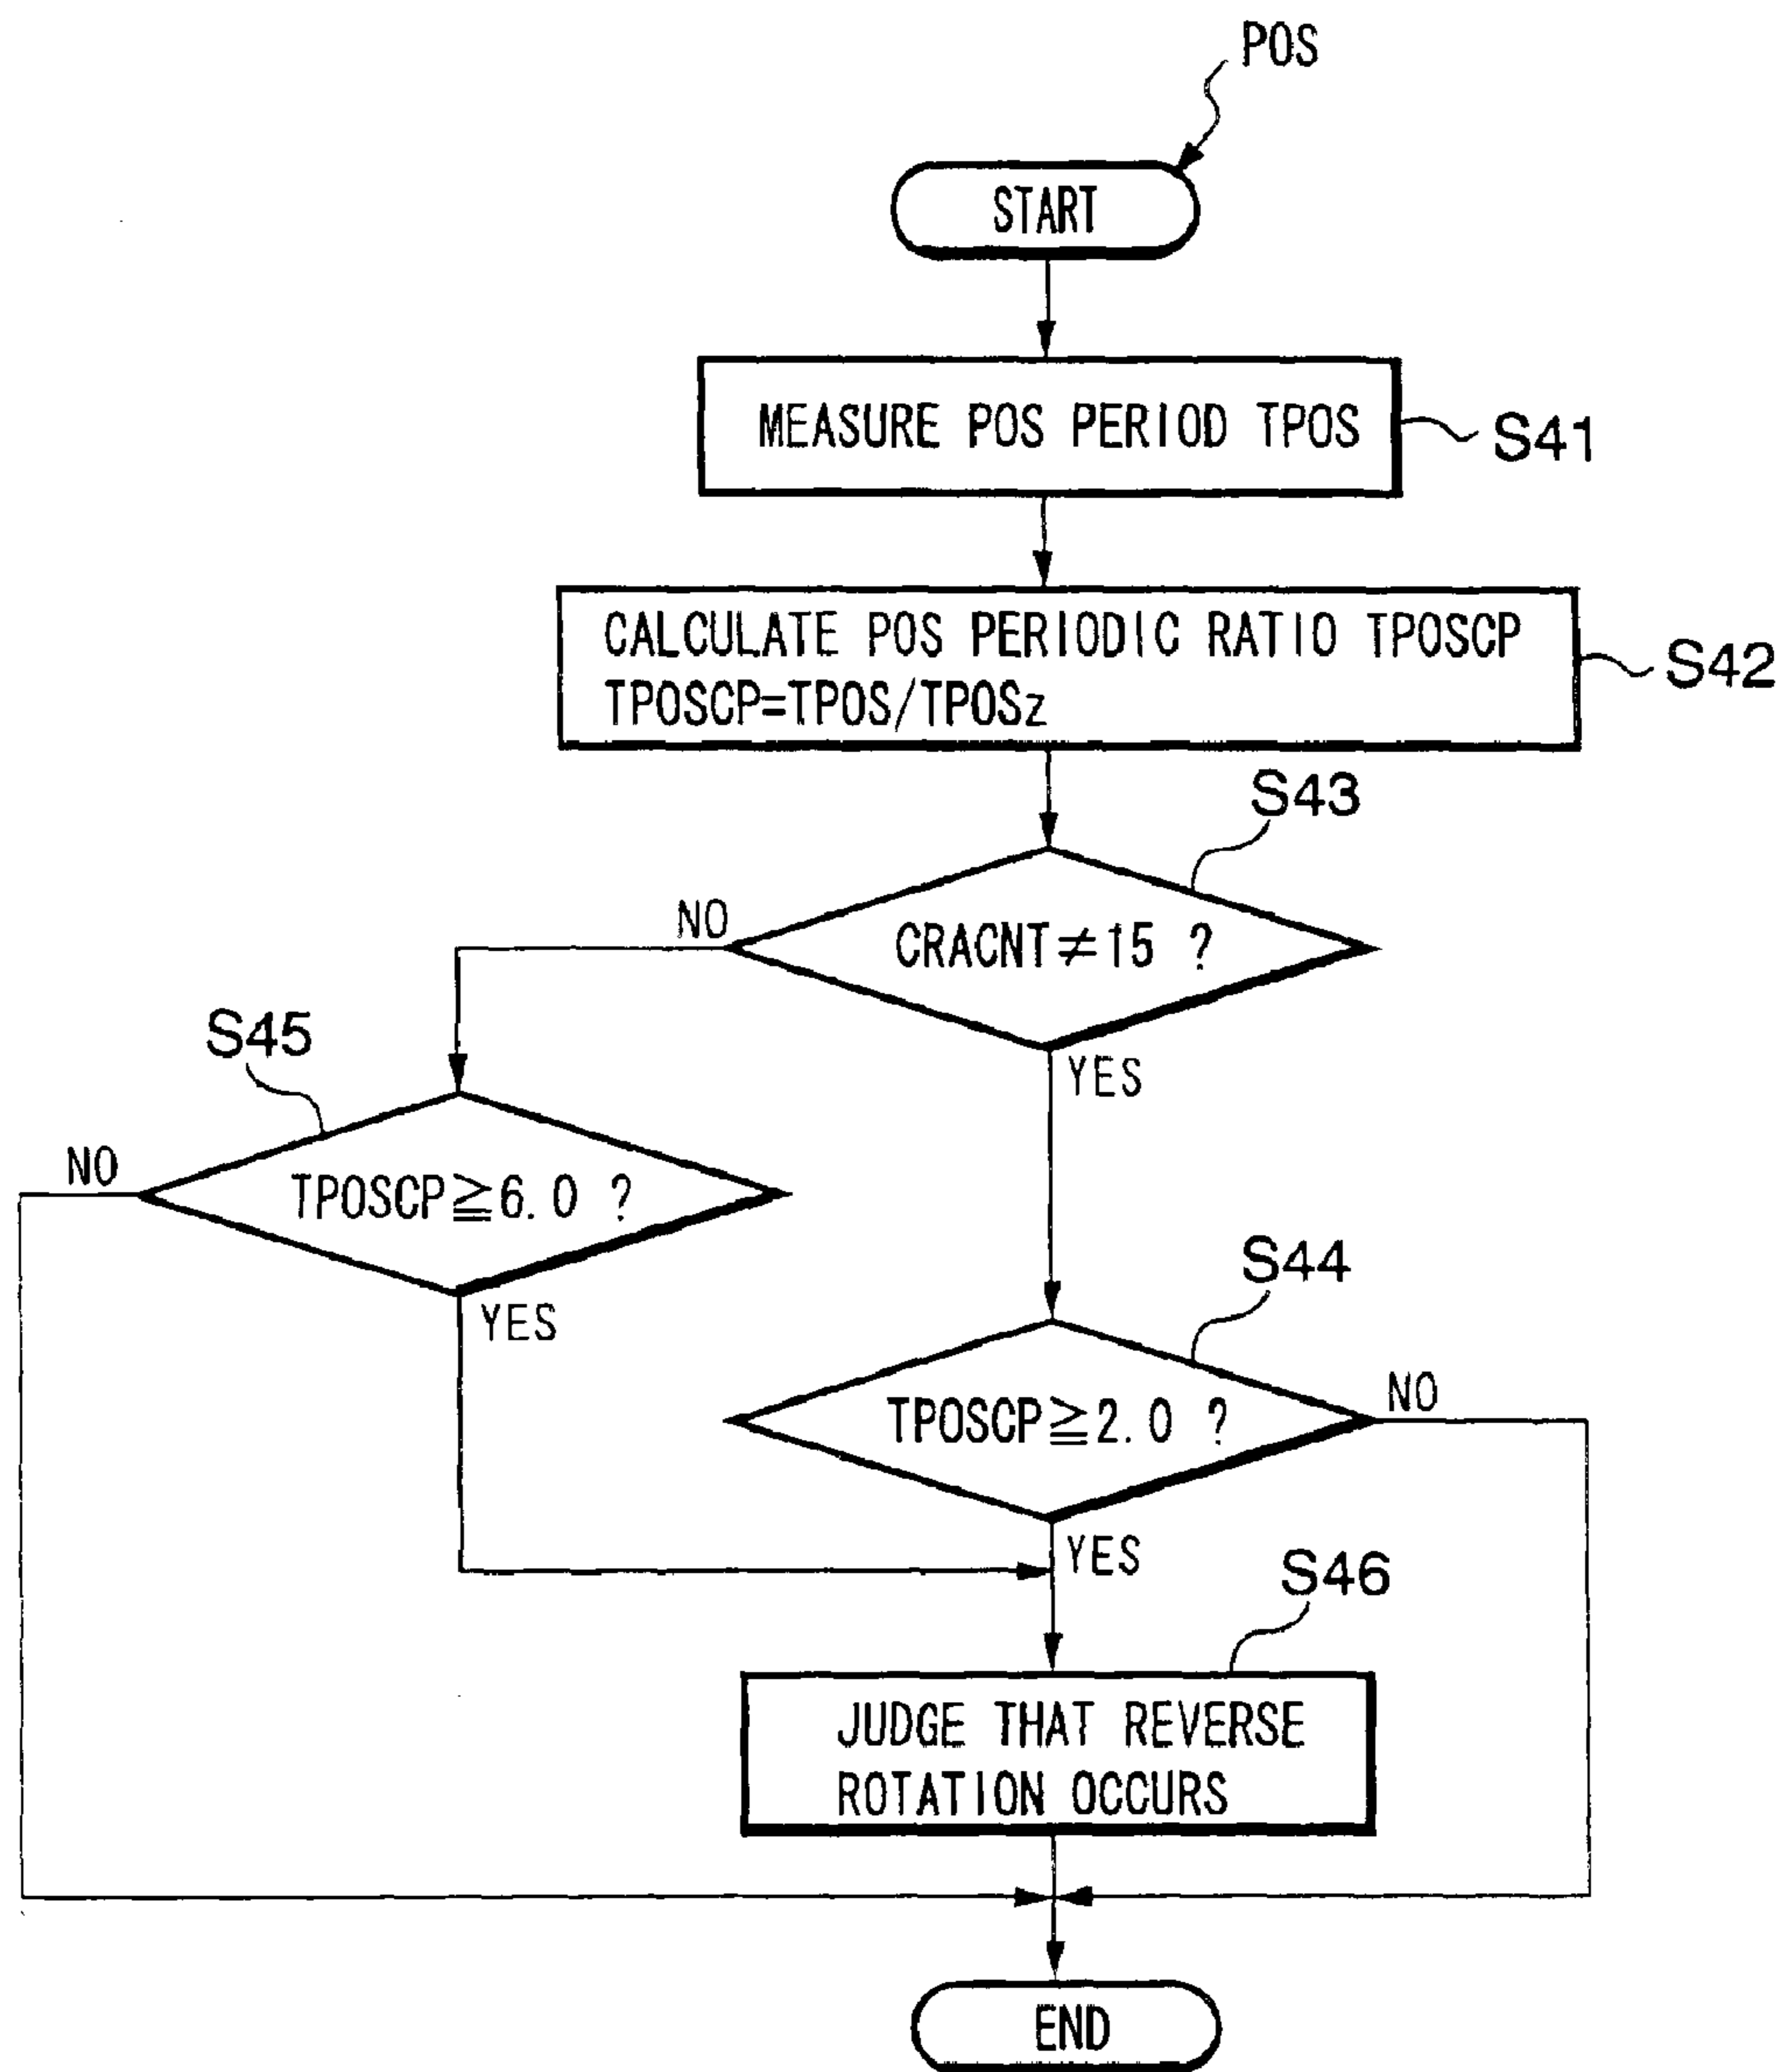 POS
START
MEASURE POS PERIOD TPOS
S41
CALCULATE POS PERIODIC RATIO TPOSCP
TPOSCP=TPOS/TPOSz
S42
S43
CRACNT≠15 ?
NO
YES
S45
TPOSCP≧6.0 ?
NO
YES
S44
TPOSCP≧2.0 ?
NO
YES
S46
JUDGE THAT REVERSE
ROTATION OCCURS
END